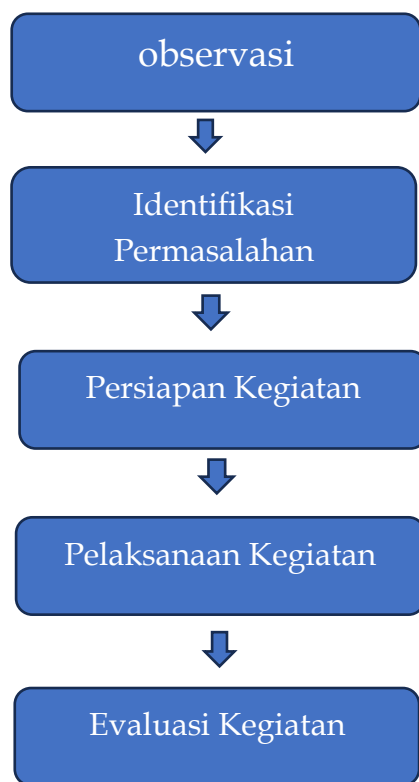 observasi
Identifikasi
Permasalahan
Persiapan Kegiatan
Pelaksanaan Kegiatan
Evaluasi Kegiatan